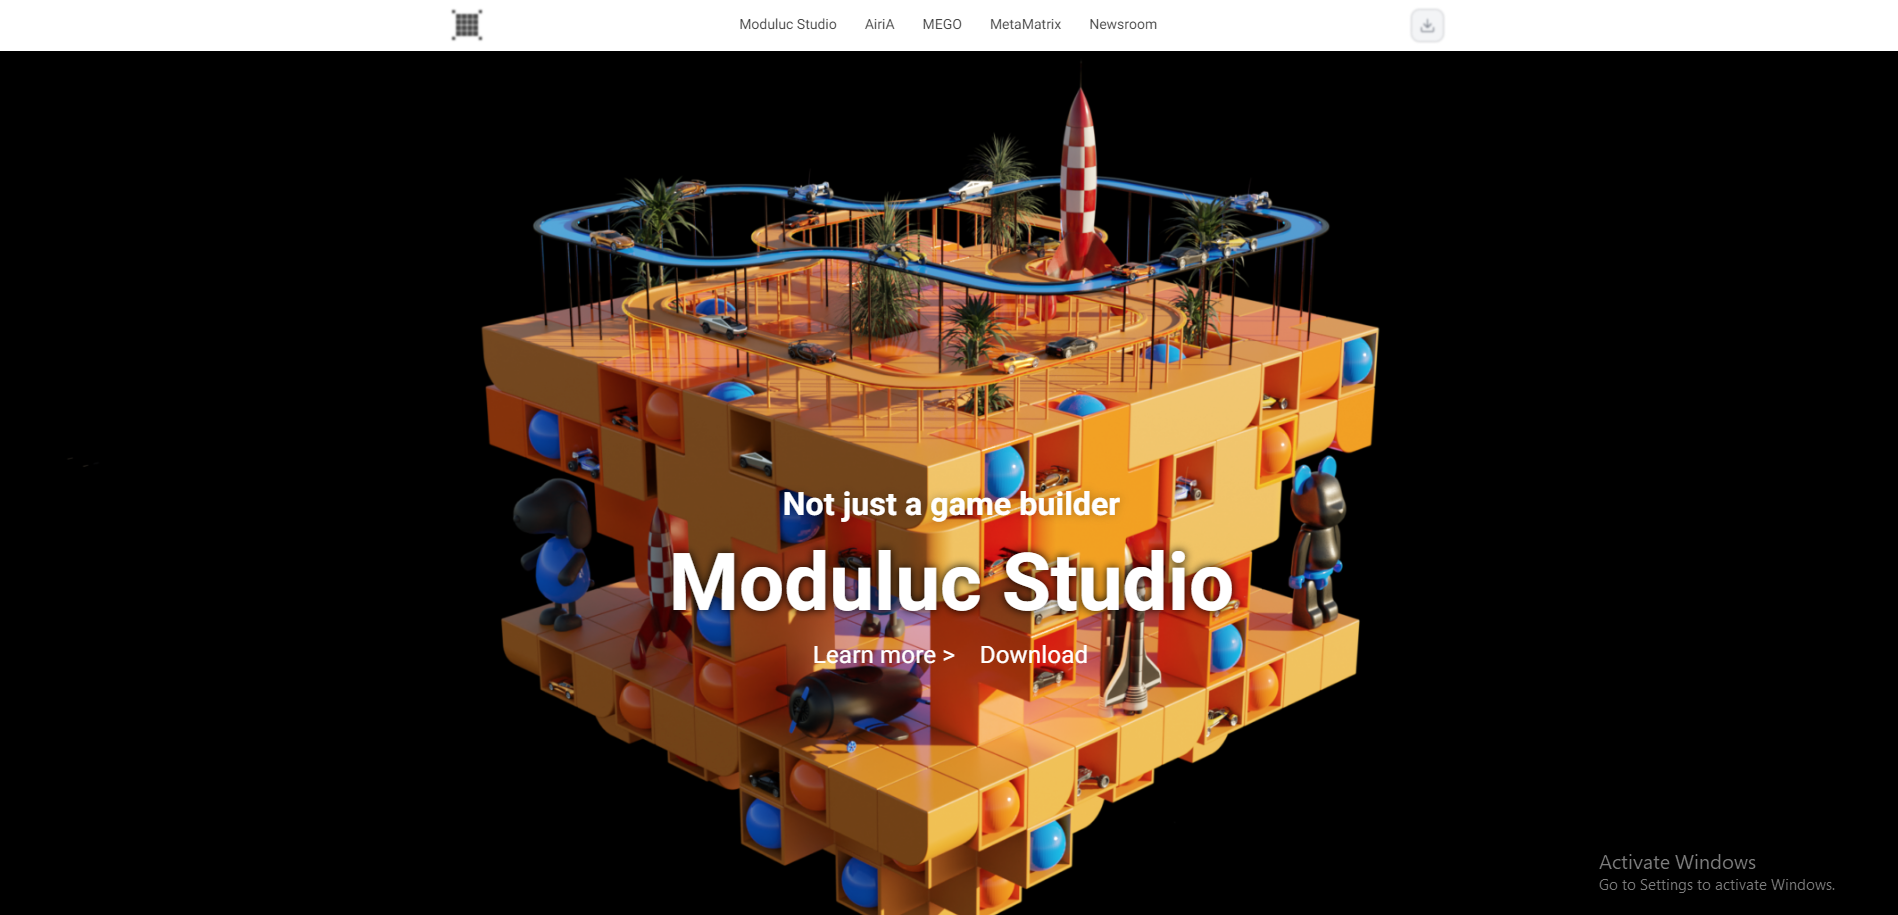 Moduluc Studio AiriA MEGO MetaMatrix Newsroom
Not just a game builder
Moduluc Studio
Learn more > Download
Activate Windows
Go to Settings to activate Windows.